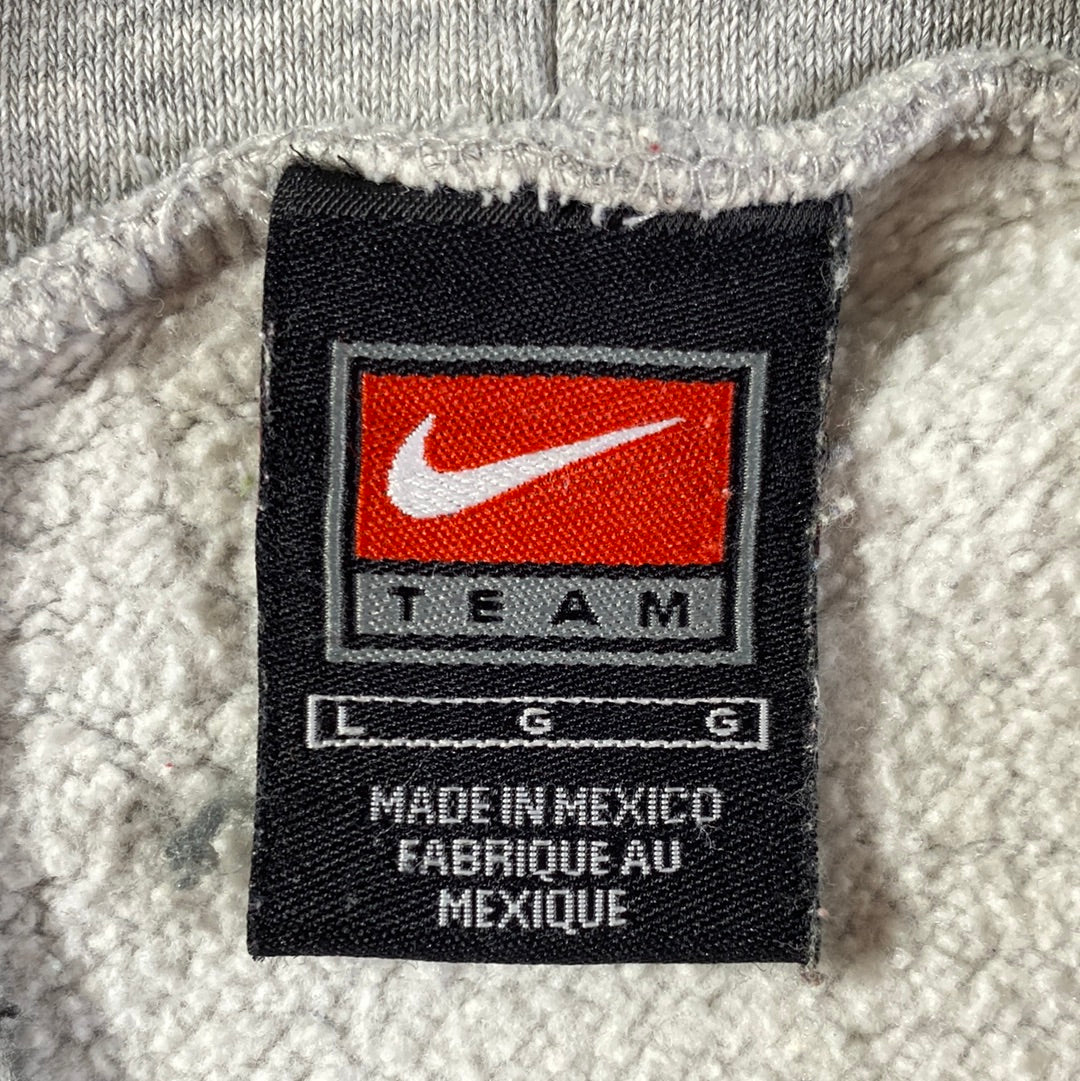 TEAM
L G G
MADE IN MEXICO
FABRIQUE AU
MEXIQUE